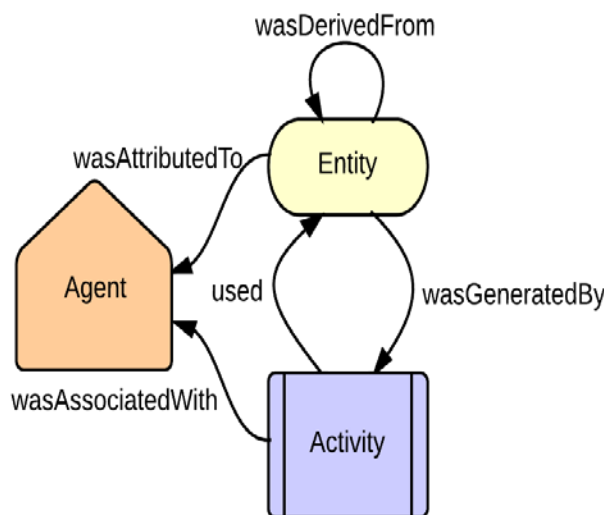 wasDerivedFrom
Entity
wasAttributedTo
Agent
used
wasGeneratedBy
wasAssociatedWith
Activity